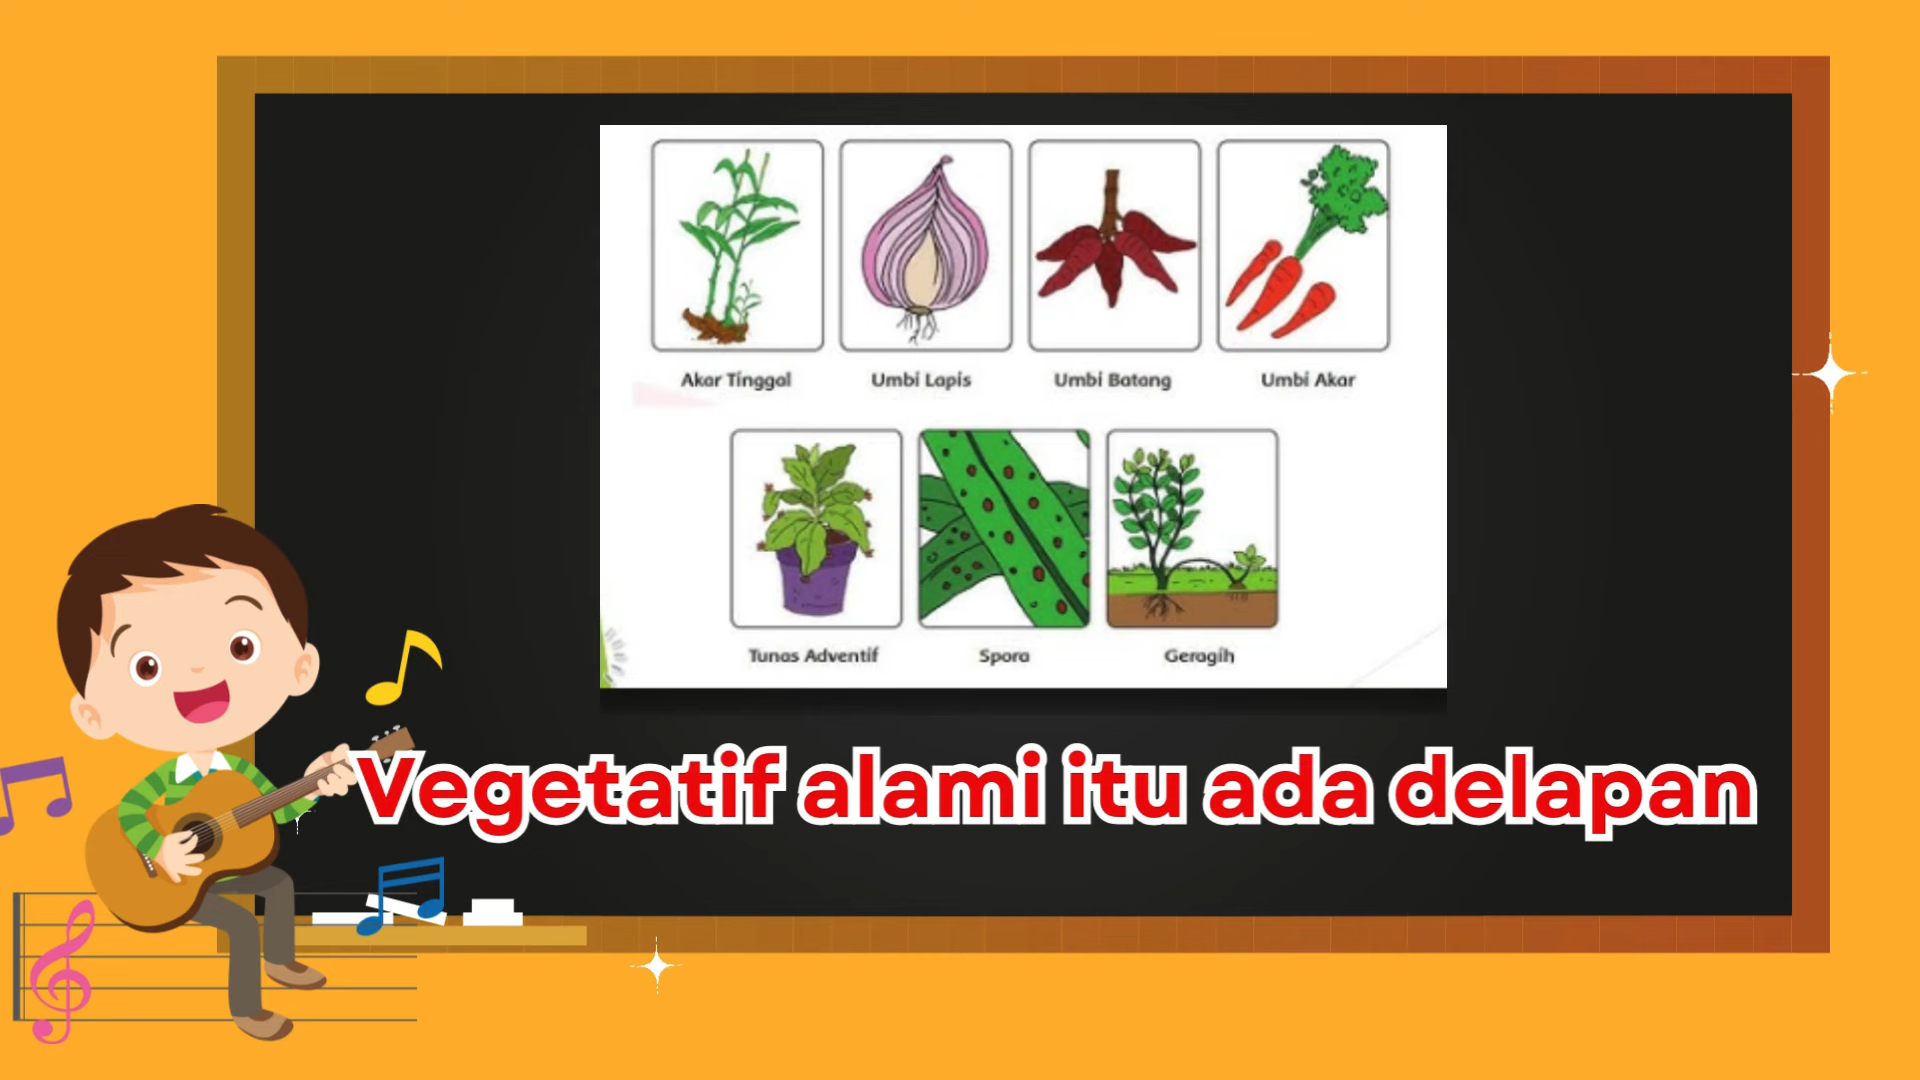 Akar Tinggal Umbi Lapis Umbi Batang Umbi Akar
Tunas Adventif Spora Geragih
Vegetatif alami itu ada delapan